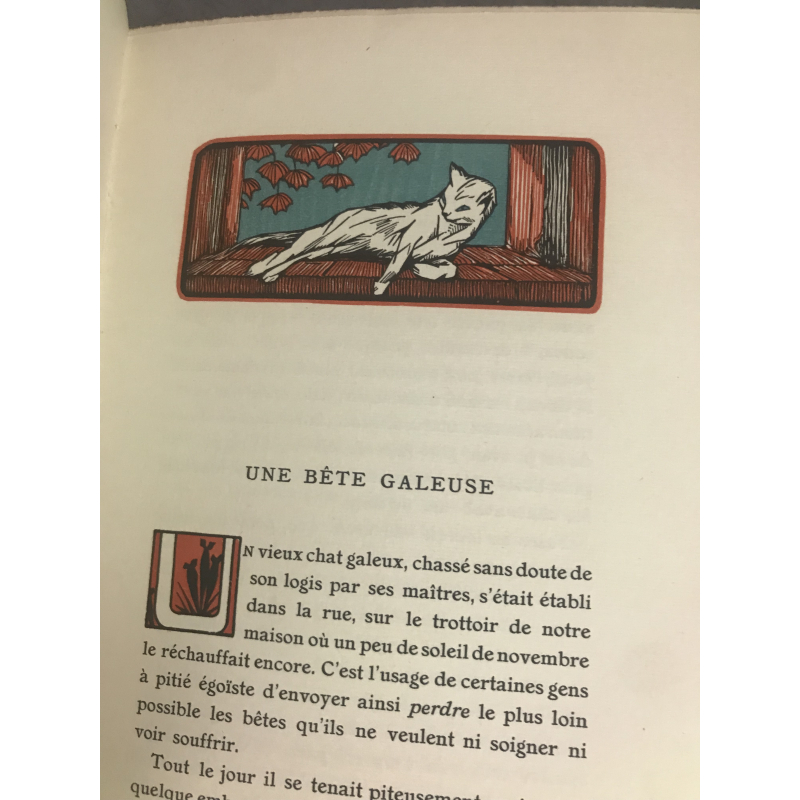 UNE BÊTE GALEUSE
UN vieux chat galeux, chassé sans doute de
son logis par ses maîtres, s'était établi
dans la rue, sur le trottoir de notre
maison où un peu de soleil de novembre
le réchauffait encore. C'est l'usage de certaines gens
à pitié égoïste d'envoyer ainsi perdre le plus loin
possible les bêtes qu'ils ne veulent ni soigner ni
voir souffrir.
Tout le jour il se tenait piteusement
quelque